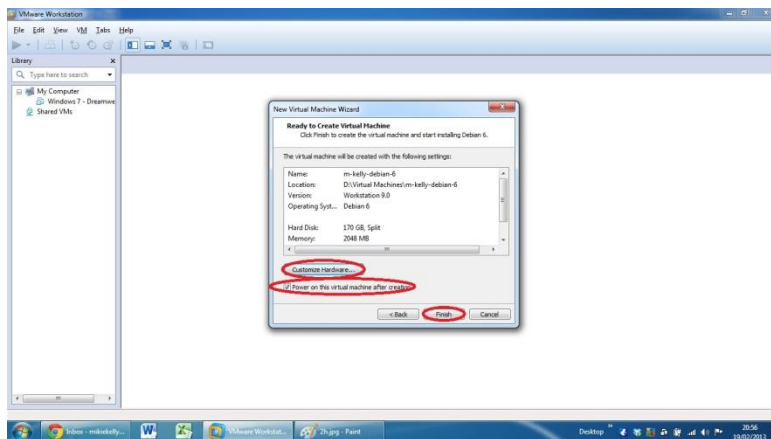 VMware Workstation
File Edit View VM Tabs Help
Library x
Type here to search
My Computer
Windows 7 - Dreamwe
Shared VMs
New Virtual Machine Wizard
Ready to Create Virtual Machine
Click Finish to create the virtual machine and start installing Debian 6.
The virtual machine will be created with the following settings:
Name: m-kelly-debian-6
Location: D:\Virtual Machines\m-kelly-debian-6
Version: Workstation 9.0
Operating Syst... Debian 6
Hard Disk: 170 GB, Split
Memory: 2048 MB
Customize Hardware...
Power on this virtual machine after creation
< Back Finish Cancel
Inbox - mikiekelly... VMware Workstat... 2h.jpg - Paint Desktop 20:56
19/02/2013